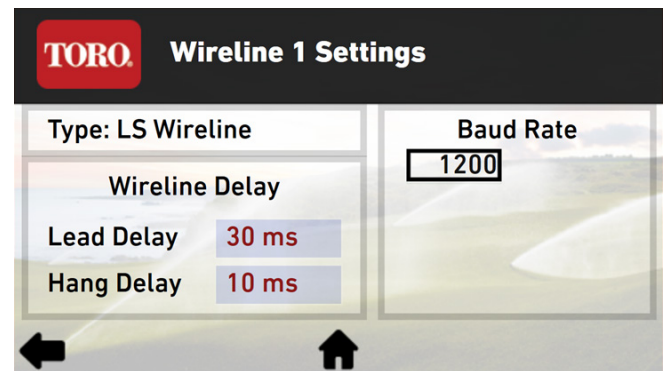 TORO.
Wireline 1 Settings
Type: LS Wireline
Wireline Delay
Lead Delay 30 ms
Hang Delay 10 ms
Baud Rate
1200